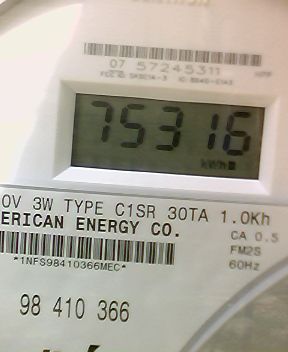 07 57245311
75316
kWh
0V 3W TYPE C1SR 30TA 1.0Kh
ERICAN ENERGY CO.
CA 0.5
FM2S
60Hz
*1NFS98410366MEC*
98 410 366